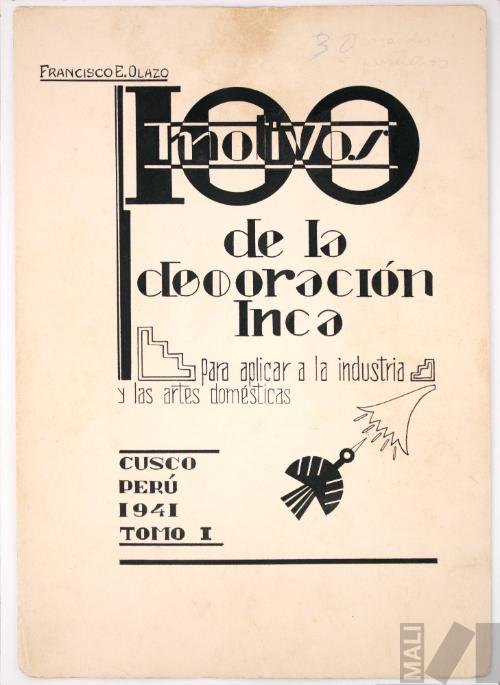 30
FRANCISCO E. OLAZO
100
motivos
de la
decoración
Inca
para aplicar a la industria
y las artes domésticas
CUSCO
PERÚ
1941
TOMO I
MALI